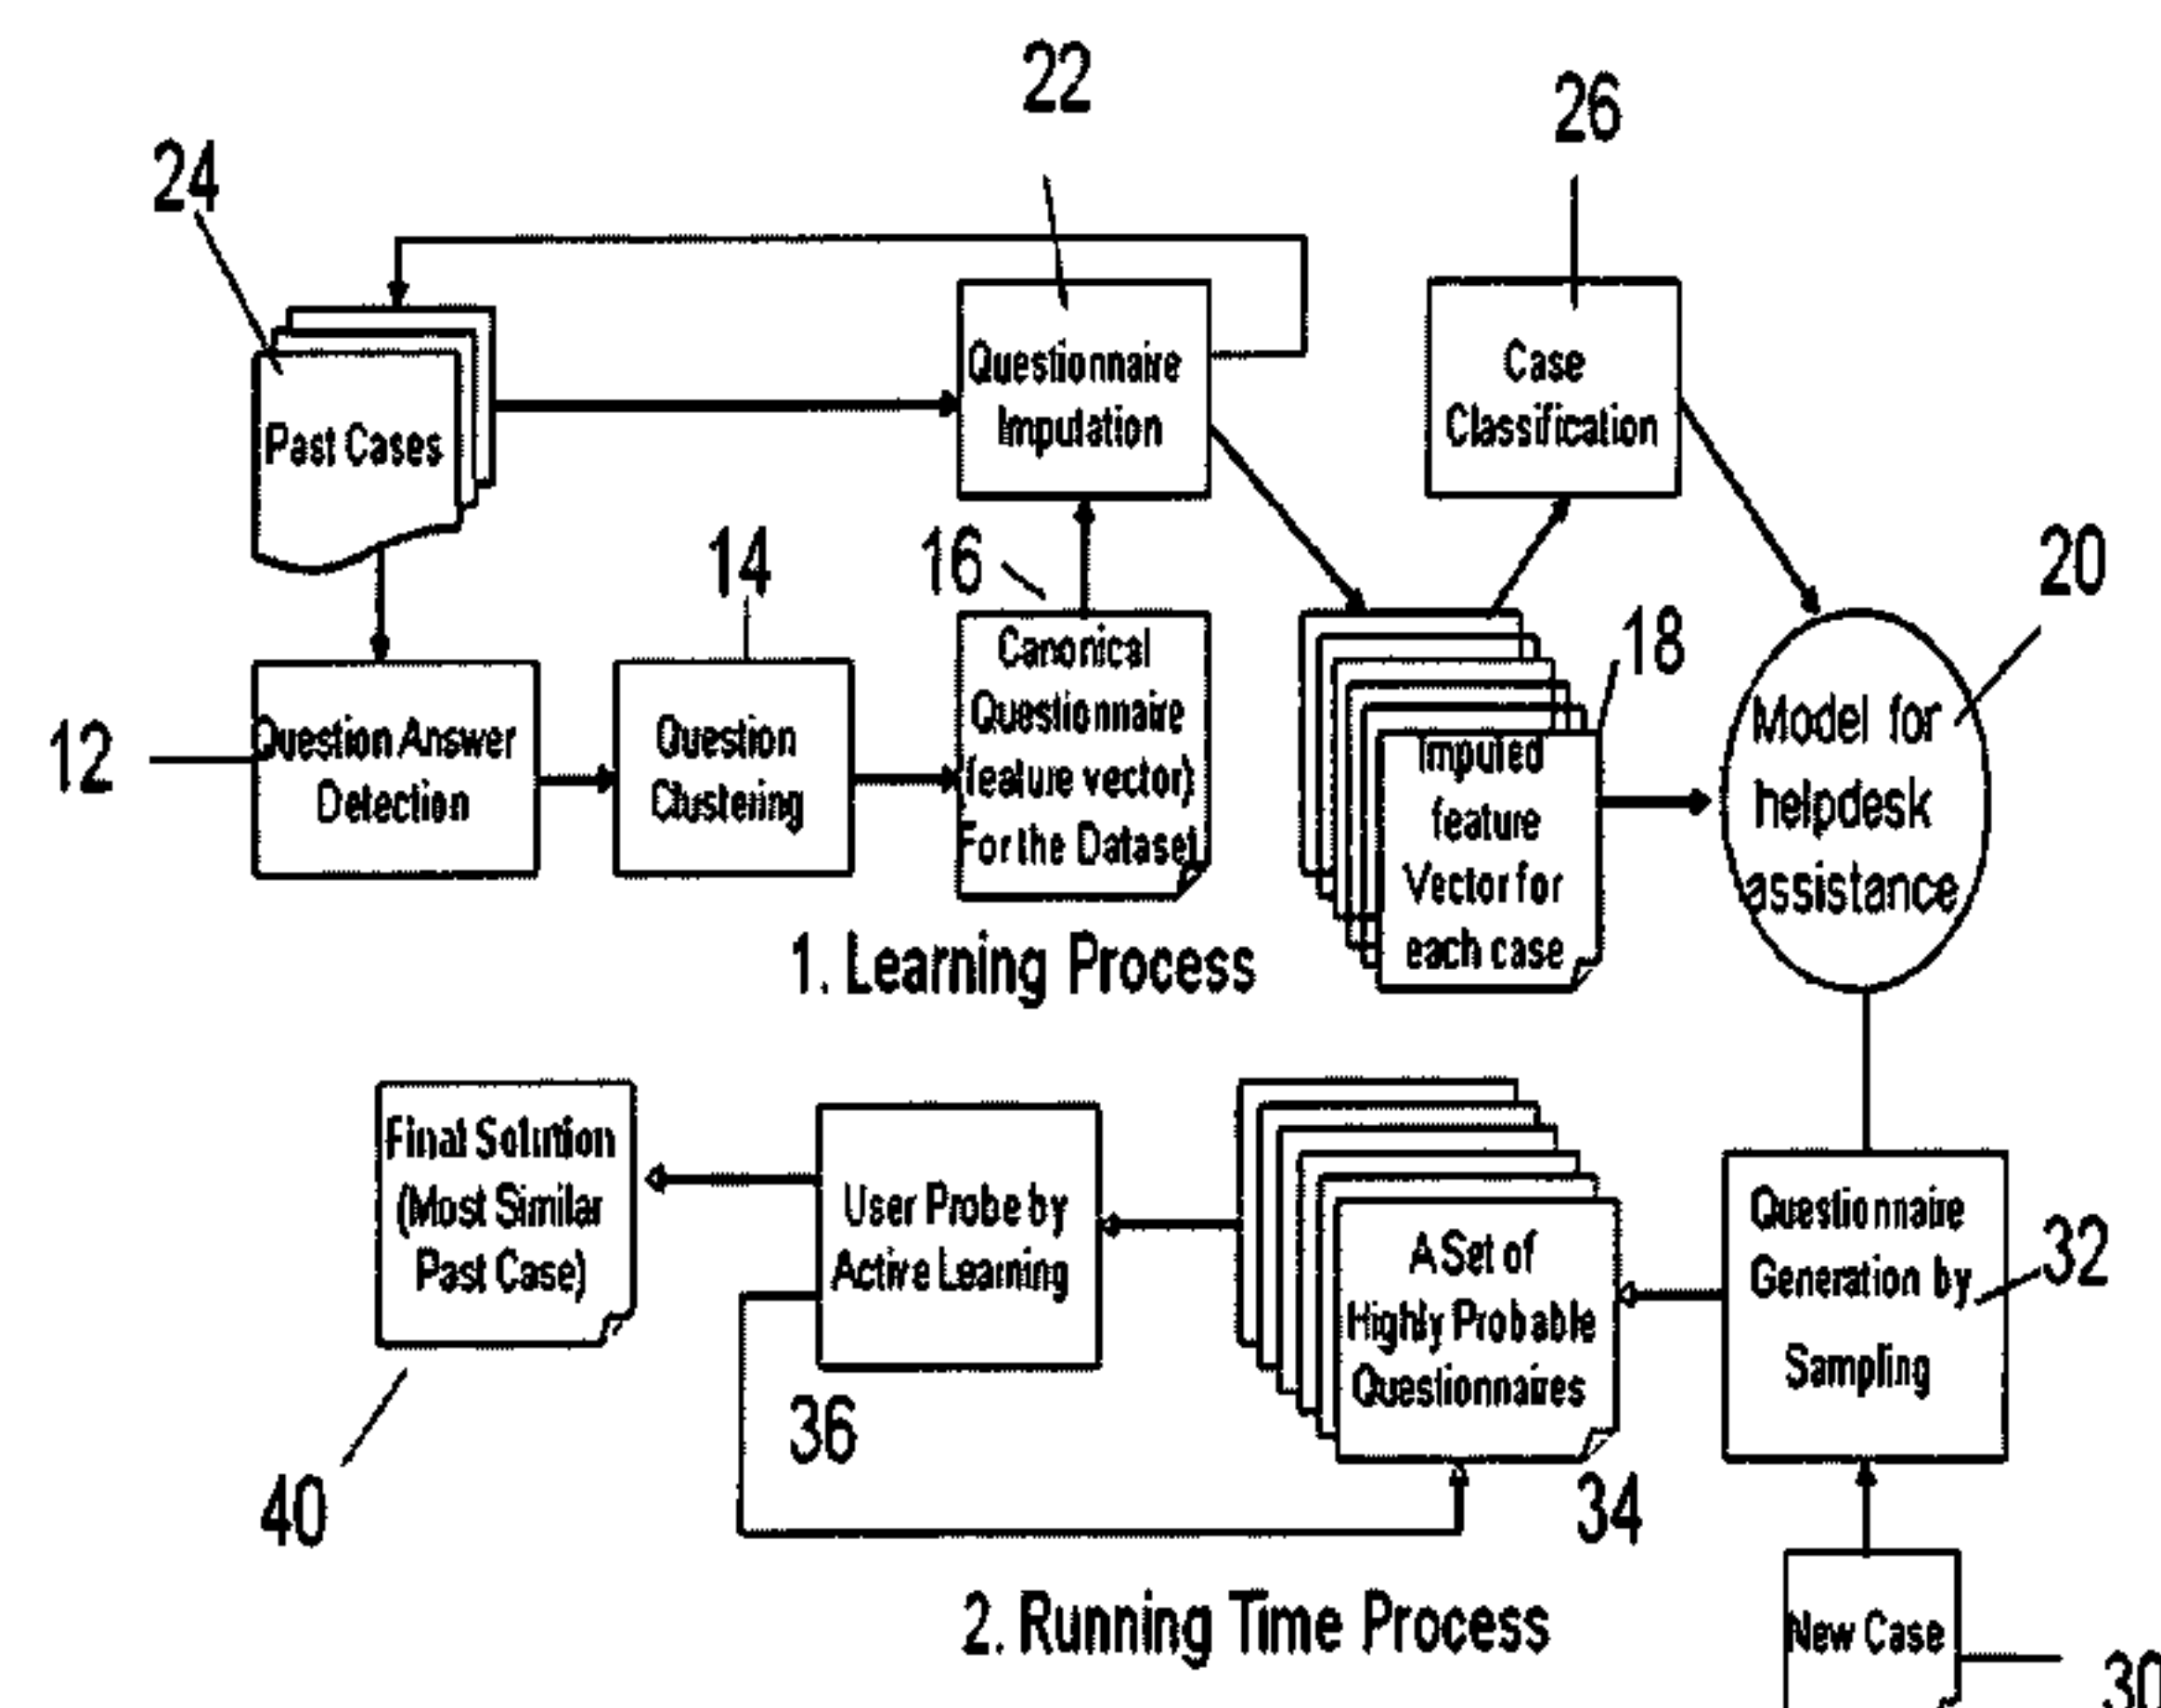 22
26
24
Questionnaire
Imputation
Case
Classification
Past Cases
14
16
20
18
12
Question Answer
Detection
Question
Clustering
Canonical
Questionnaire
(feature vector)
For the Dataset
Imputed
feature
Vector for
each case
Model for
helpdesk
assistance
1. Learning Process
Final Solution
(Most Similar
Past Case)
User Probe by
Active Learning
A Set of
Highly Probable
Questionnaires
Questionnaire
Generation by
Sampling
32
36
40
34
2. Running Time Process
New Case
30